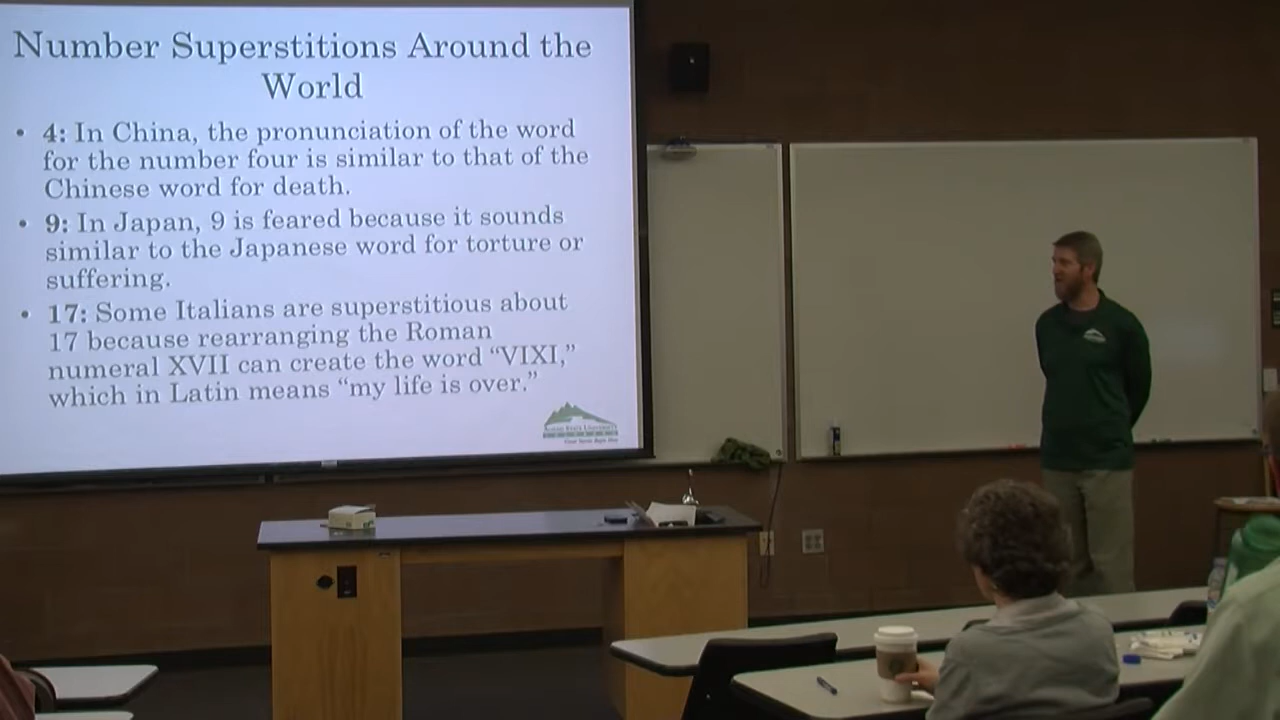 Number Superstitions Around the
World
• 4: In China, the pronunciation of the word
for the number four is similar to that of the
Chinese word for death.
• 9: In Japan, 9 is feared because it sounds
similar to the Japanese word for torture or
suffering.
• 17: Some Italians are superstitious about
17 because rearranging the Roman
numeral XVII can create the word “VIXI,”
which in Latin means “my life is over.”